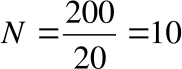 N = 200/20 = 10